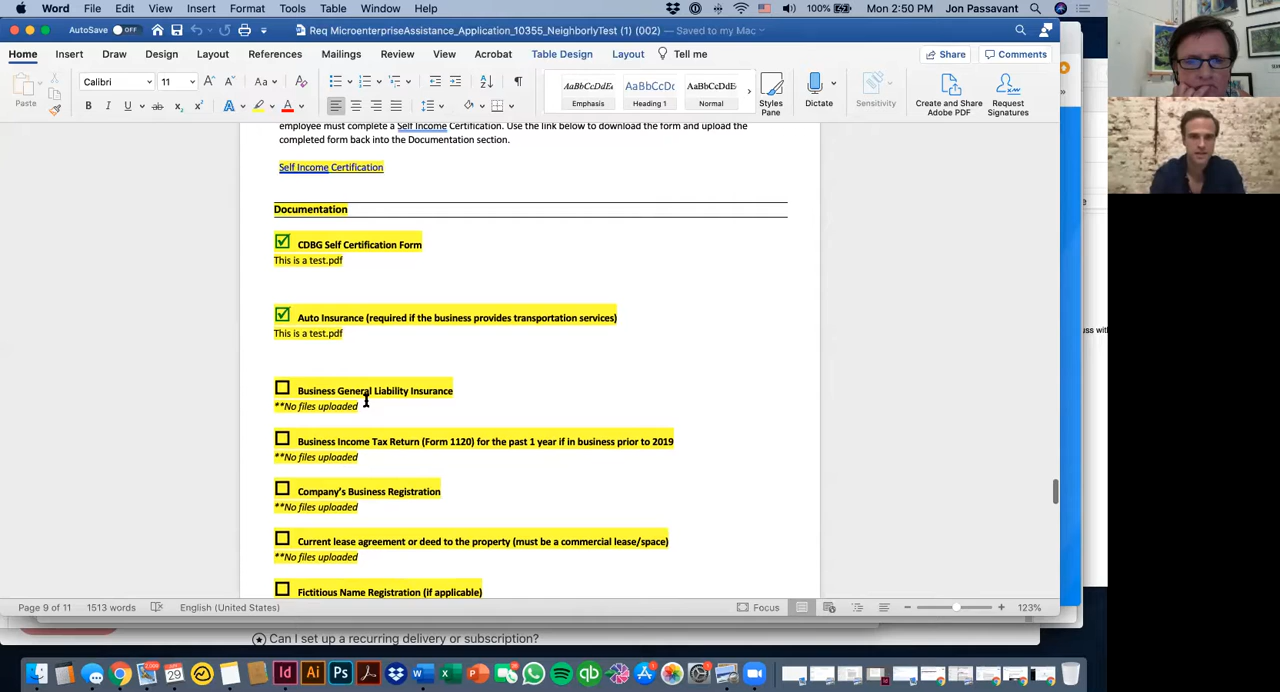 Word File Edit View Insert Format Tools Table Window Help
100% Mon 2:50 PM Jon Passavant
AutoSave OFF
Req MicroenterpriseAssistance_Application_10355_NeighborlyTest (1) (002) — Saved to my Mac
Home Insert Draw Design Layout References Mailings Review View Acrobat Table Design Layout Tell me
Share Comments
Paste
Calibri 11
AaBbCcDdEe AaBbCcDc AaBbCcDdE
Emphasis Heading 1 Normal
Styles Pane
Dictate
Sensitivity
Create and Share Adobe PDF
Request Signatures
employee must complete a Self Income Certification. Use the link below to download the form and upload the
completed form back into the Documentation section.
Self Income Certification
Documentation
CDBG Self Certification Form
This is a test.pdf
Auto Insurance (required if the business provides transportation services)
This is a test.pdf
Business General Liability Insurance
**No files uploaded
Business Income Tax Return (Form 1120) for the past 1 year if in business prior to 2019
**No files uploaded
Company's Business Registration
**No files uploaded
Current lease agreement or deed to the property (must be a commercial lease/space)
**No files uploaded
Fictitious Name Registration (if applicable)
uss with
Page 9 of 11 1513 words English (United States)
Focus 123%
Can I set up a recurring delivery or subscription?